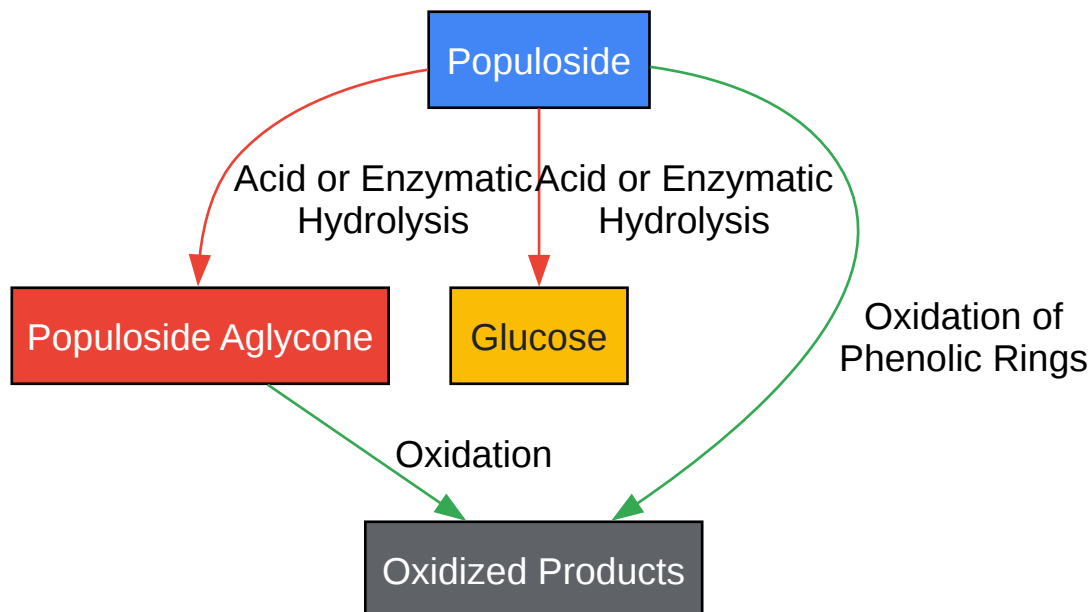 Populoside
Acid or Enzymatic
Hydrolysis
Acid or Enzymatic
Hydrolysis
Populoside Aglycone
Glucose
Oxidation of
Phenolic Rings
Oxidation
Oxidized Products